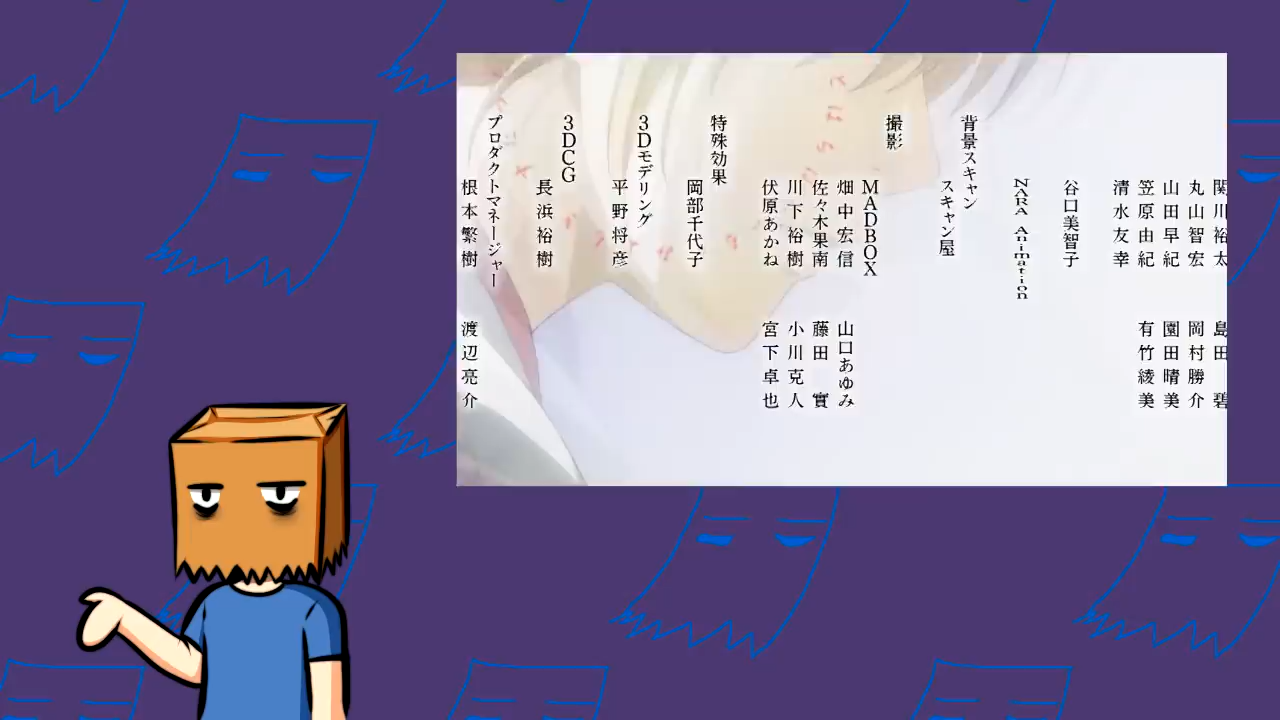 関川裕太 島田碧
丸山智宏 岡村勝介
山田早紀 園田晴美
笠原由紀 有竹綾美
清水友幸
谷口美智子
NARA Animation
背景スキャン
スキャン屋
撮影
MADBOX
畑中宏信 山口あゆみ
佐々木果南 藤田實
川下裕樹 小川克人
伏原あかね 宮下卓也
特殊効果
岡部千代子
3Dモデリング
平野将彦
3DCG
長浜裕樹
プロダクトマネージャー
根本繁樹 渡辺亮介